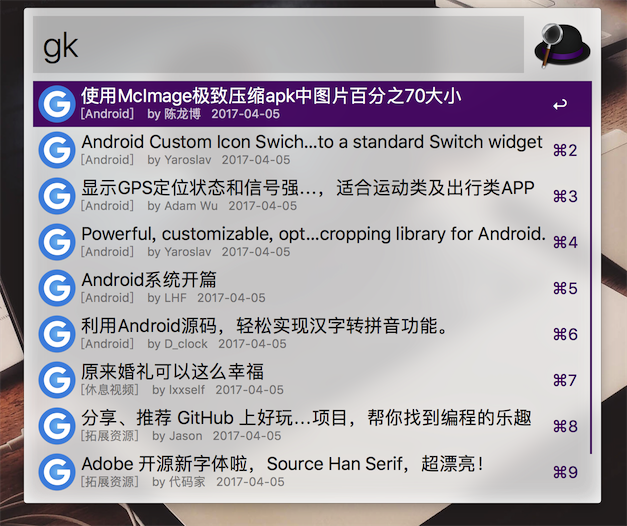 gk
使用McImage极致压缩apk中图片百分之70大小
[Android] by 陈龙博 2017-04-05
Android Custom Icon Swich...to a standard Switch widget
[Android] by Yaroslav 2017-04-05
⌘2
显示GPS定位状态和信号强...，适合运动类及出行类APP
[Android] by Adam Wu 2017-04-05
⌘3
Powerful, customizable, opt...cropping library for Android.
[Android] by Yaroslav 2017-04-05
⌘4
Android系统开篇
[Android] by LHF 2017-04-05
⌘5
利用Android源码，轻松实现汉字转拼音功能。
[Android] by D_clock 2017-04-05
⌘6
原来婚礼可以这么幸福
[休息视频] by lxxself 2017-04-05
⌘7
分享、推荐 GitHub 上好玩...项目，帮你找到编程的乐趣
[拓展资源] by Jason 2017-04-05
⌘8
Adobe 开源新字体啦，Source Han Serif，超漂亮！
[拓展资源] by 代码家 2017-04-05
⌘9